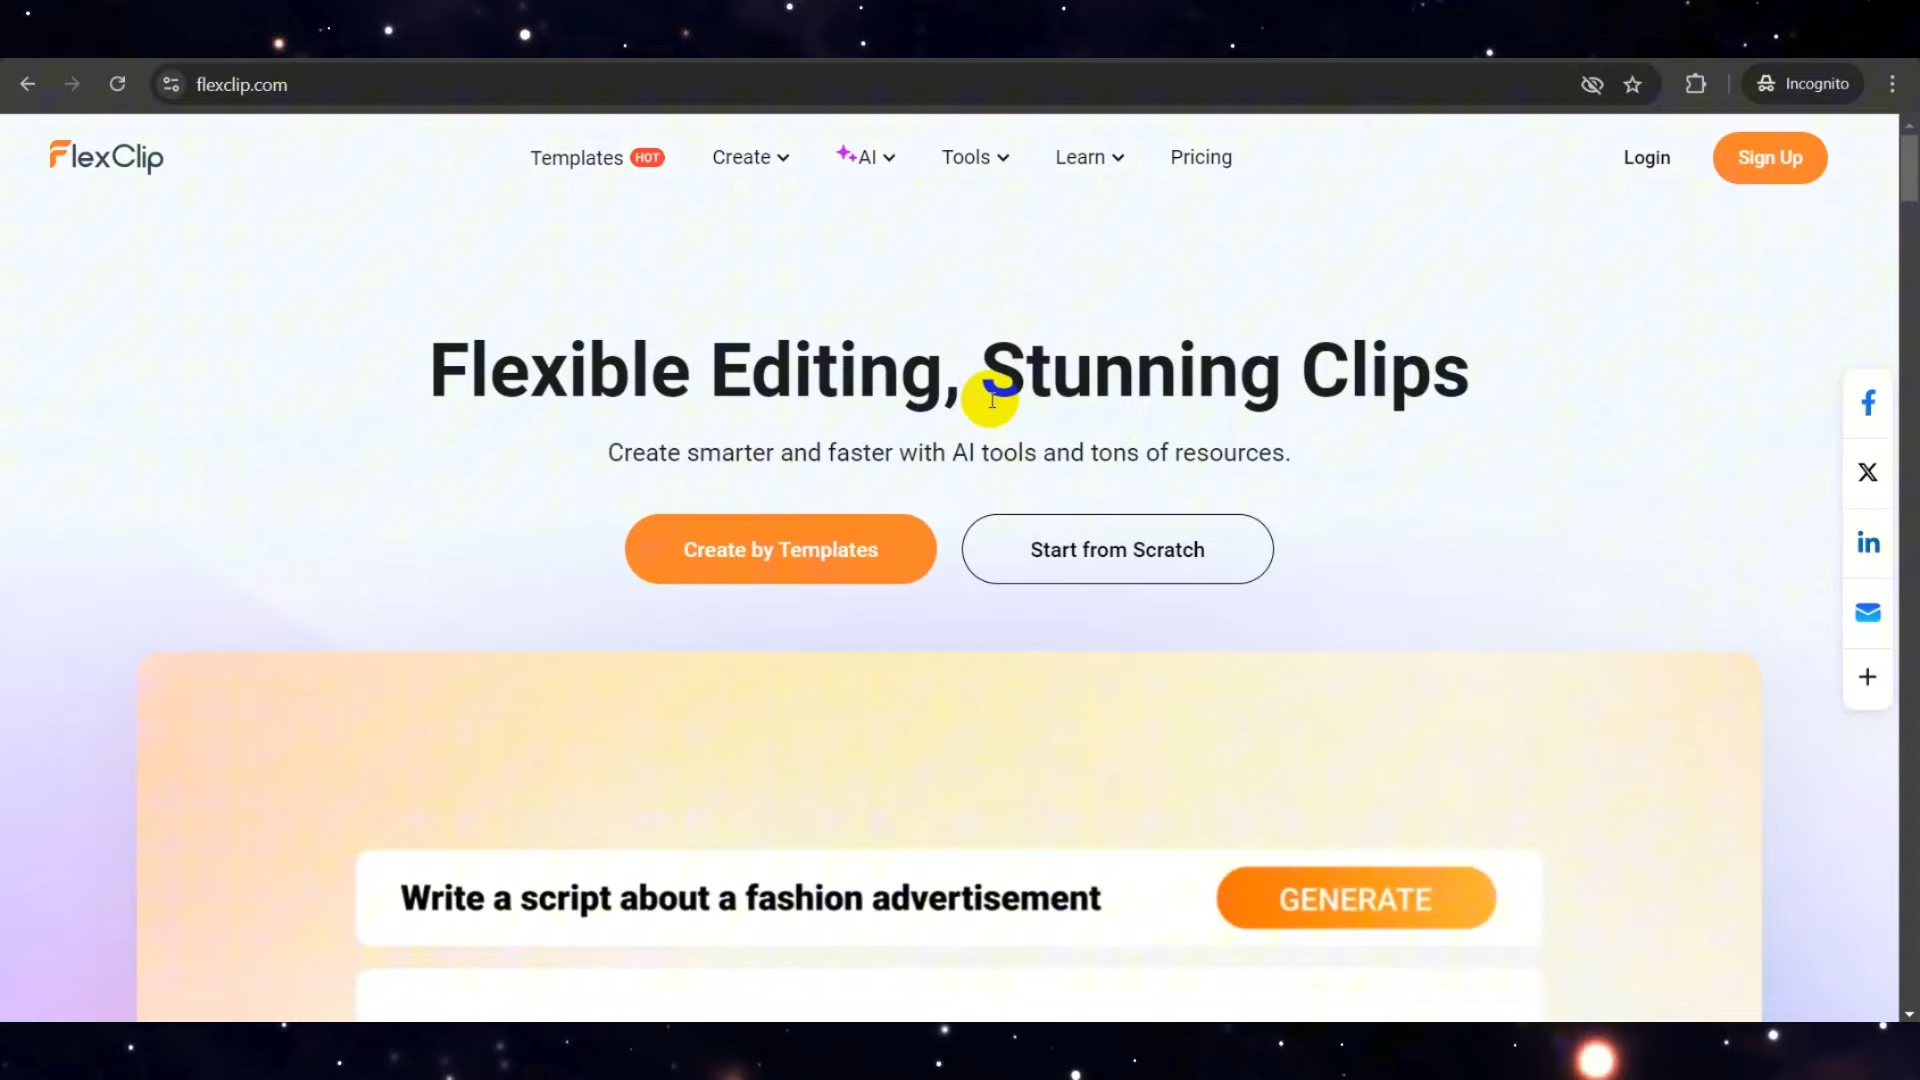 flexclip.com
Incognito
FlexClip
Templates HOT
Create
AI
Tools
Learn
Pricing
Login
Sign Up
Flexible Editing, Stunning Clips
Create smarter and faster with AI tools and tons of resources.
Create by Templates
Start from Scratch
Write a script about a fashion advertisement
GENERATE